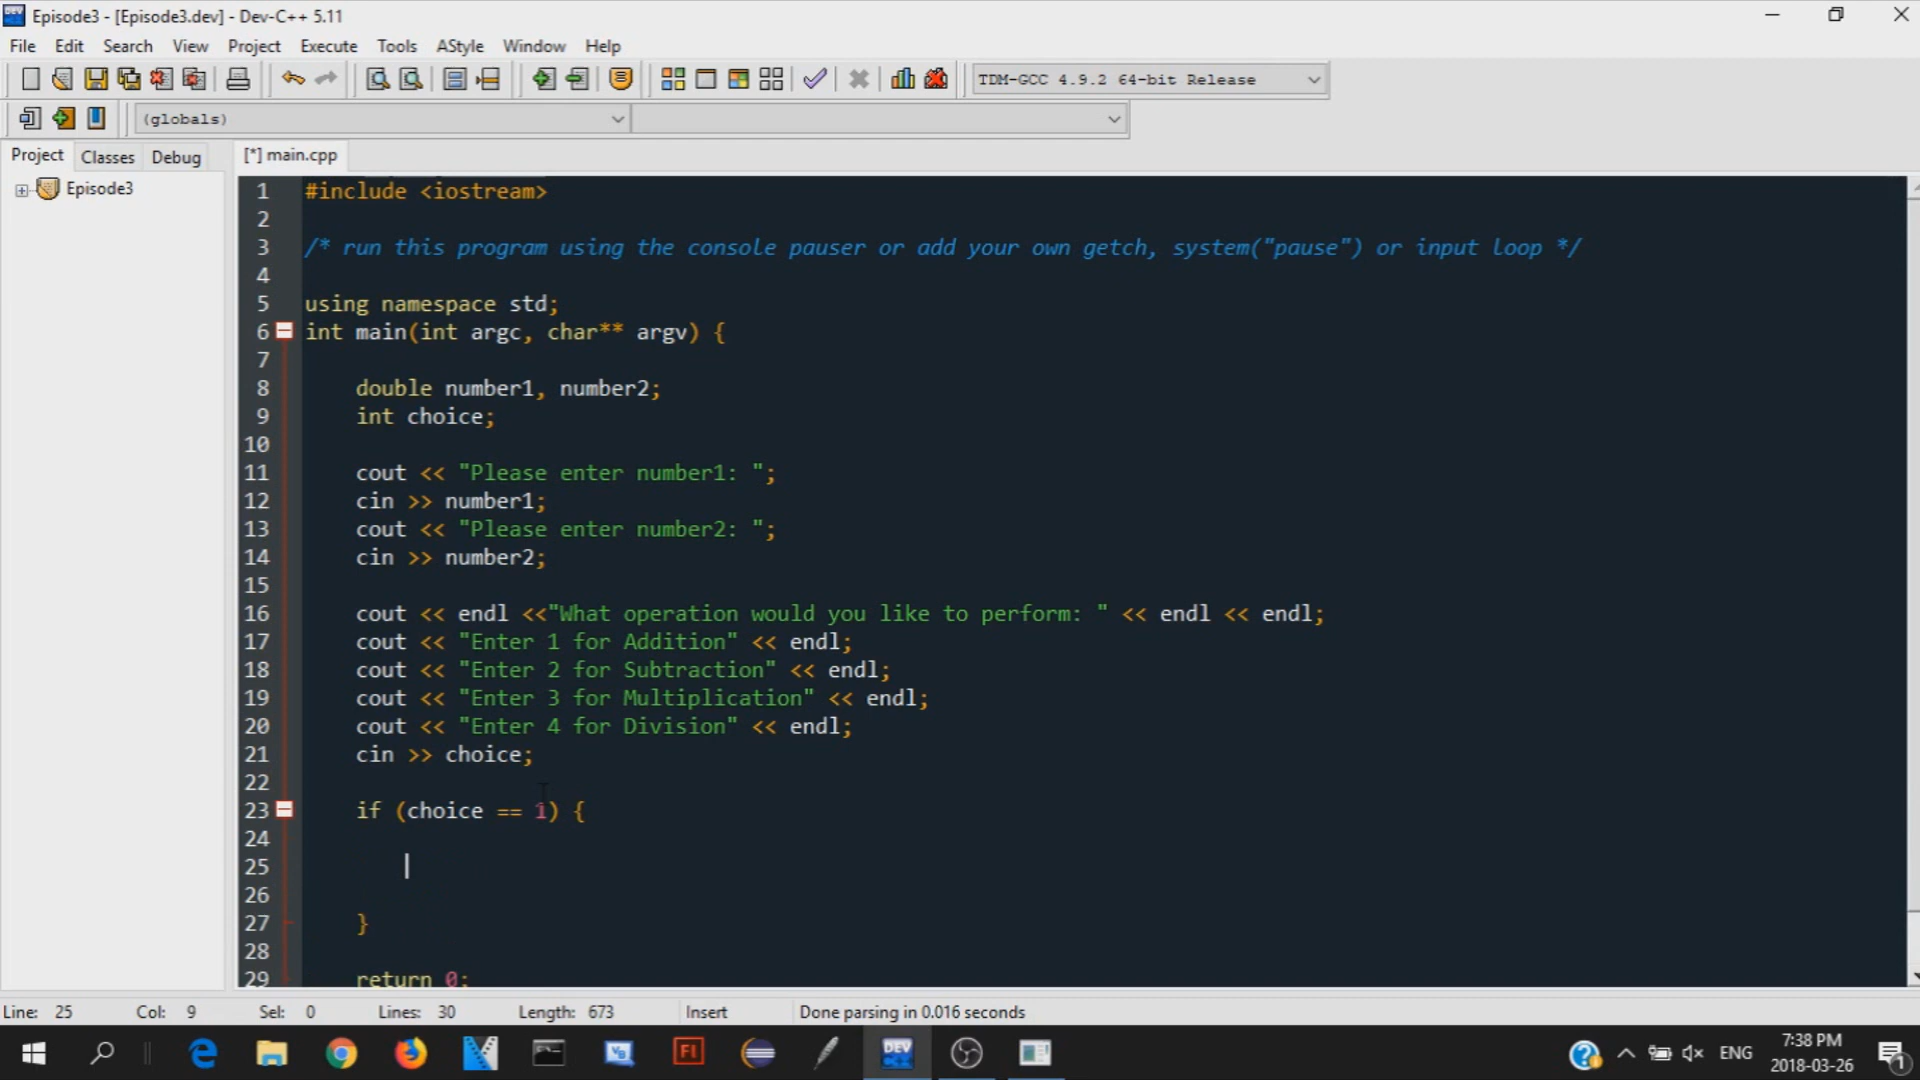 Episode3 - [Episode3.dev] - Dev-C++ 5.11
File Edit Search View Project Execute Tools AStyle Window Help
TDM-GCC 4.9.2 64-bit Release
(globals)
Project Classes Debug
[*] main.cpp
Episode3
1 #include <iostream>
2
3 /* run this program using the console pauser or add your own getch, system("pause") or input loop */
4
5 using namespace std;
6 int main(int argc, char** argv) {
7
8 double number1, number2;
9 int choice;
10
11 cout << "Please enter number1: ";
12 cin >> number1;
13 cout << "Please enter number2: ";
14 cin >> number2;
15
16 cout << endl <<"What operation would you like to perform: " << endl << endl;
17 cout << "Enter 1 for Addition" << endl;
18 cout << "Enter 2 for Subtraction" << endl;
19 cout << "Enter 3 for Multiplication" << endl;
20 cout << "Enter 4 for Division" << endl;
21 cin >> choice;
22
23 if (choice == 1) {
24
25
26
27 }
28
29 return 0;
Line: 25 Col: 9 Sel: 0 Lines: 30 Length: 673 Insert Done parsing in 0.016 seconds
DEV C++
VB
Fl
ENG
7:38 PM
2018-03-26
1